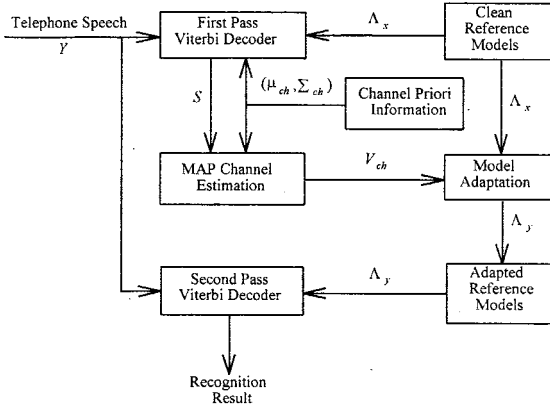 Telephone Speech
Y
First Pass
Viterbi Decoder
Λx
Clean
Reference
Models
S
(μch, Σch)
Channel Priori
Information
Λx
MAP Channel
Estimation
Vch
Model
Adaptation
Λy
Second Pass
Viterbi Decoder
Λy
Adapted
Reference
Models
Recognition
Result